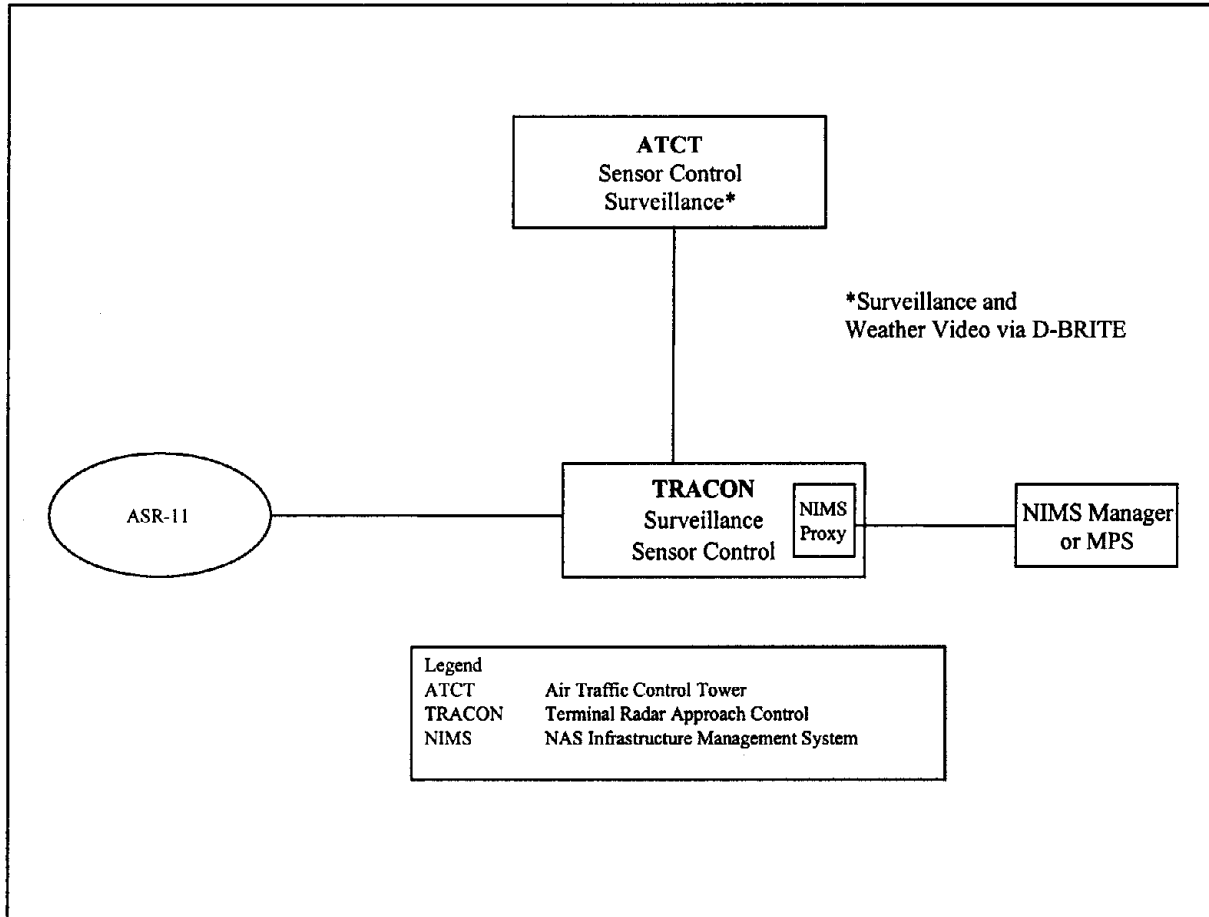 ATCT
Sensor Control
Surveillance*
*Surveillance and
Weather Video via D-BRITE
ASR-11
TRACON
Surveillance
Sensor Control
NIMS
Proxy
NIMS Manager
or MPS
Legend
ATCT Air Traffic Control Tower
TRACON Terminal Radar Approach Control
NIMS NAS Infrastructure Management System